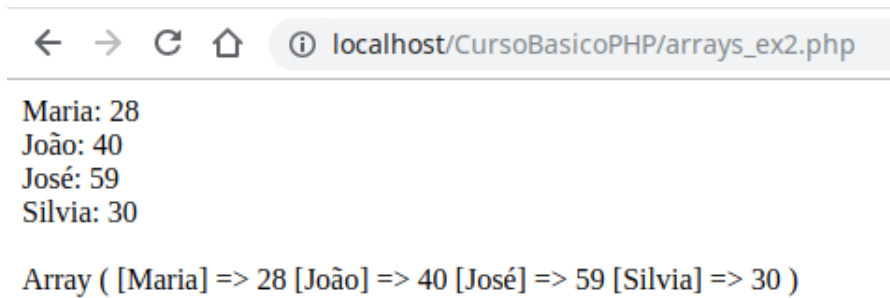 localhost/CursoBasicoPHP/arrays_ex2.php
Maria: 28
João: 40
José: 59
Silvia: 30
Array ( [Maria] => 28 [João] => 40 [José] => 59 [Silvia] => 30 )